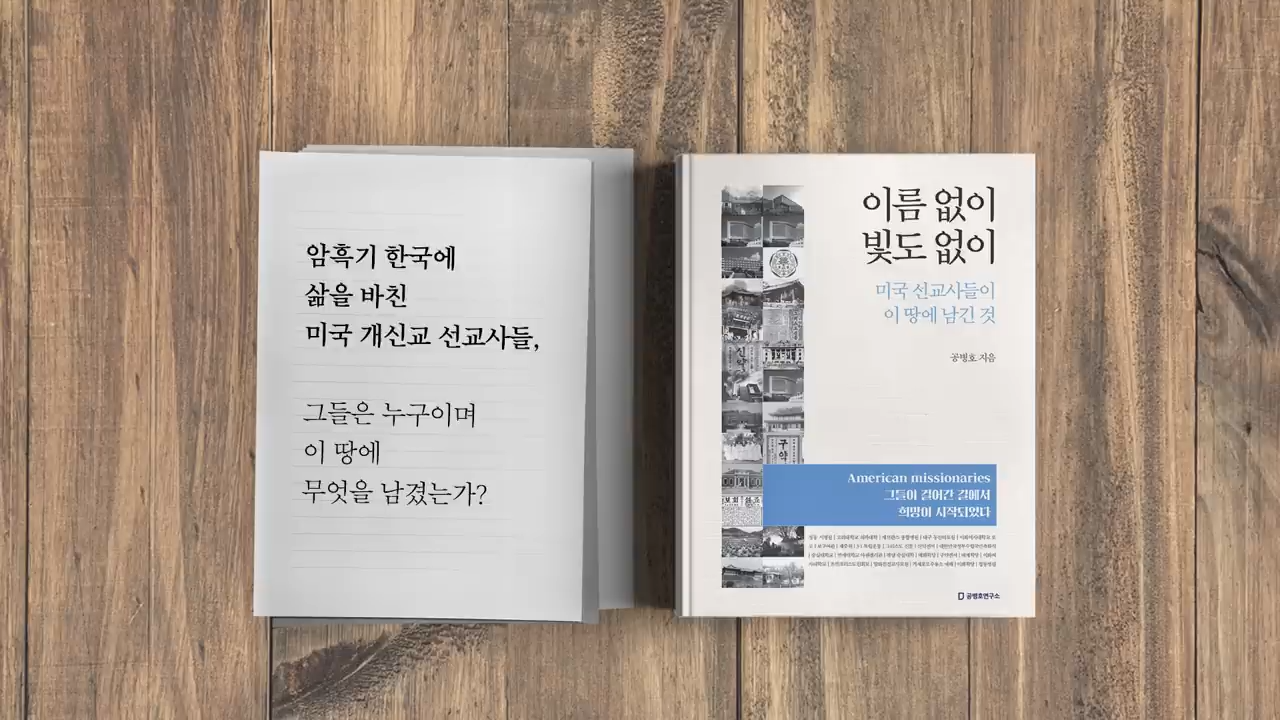 암흑기 한국에
삶을 바친
미국 개신교 선교사들,
그들은 누구이며
이 땅에
무엇을 남겼는가?
이름 없이
빛도 없이
미국 선교사들이
이 땅에 남긴 것
공병호 지음
구약
American missionaries
그들이 걸어간 길에서
희망이 시작되었다
공병호연구소